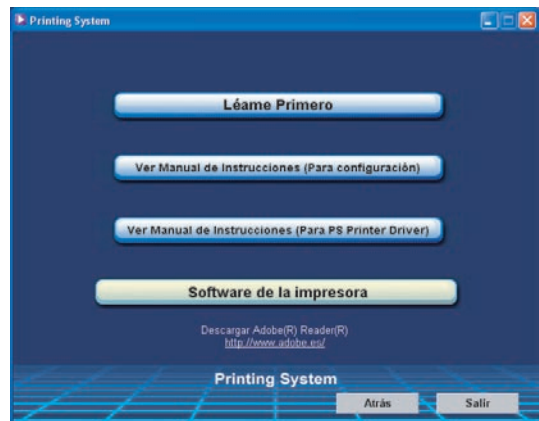 Printing System
Léame Primero
Ver Manual de Instrucciones (Para configuración)
Ver Manual de Instrucciones (Para PS Printer Driver)
Software de la impresora
Descargar Adobe(R) Reader(R)
http://www.adobe.es/
Printing System
Atrás Salir